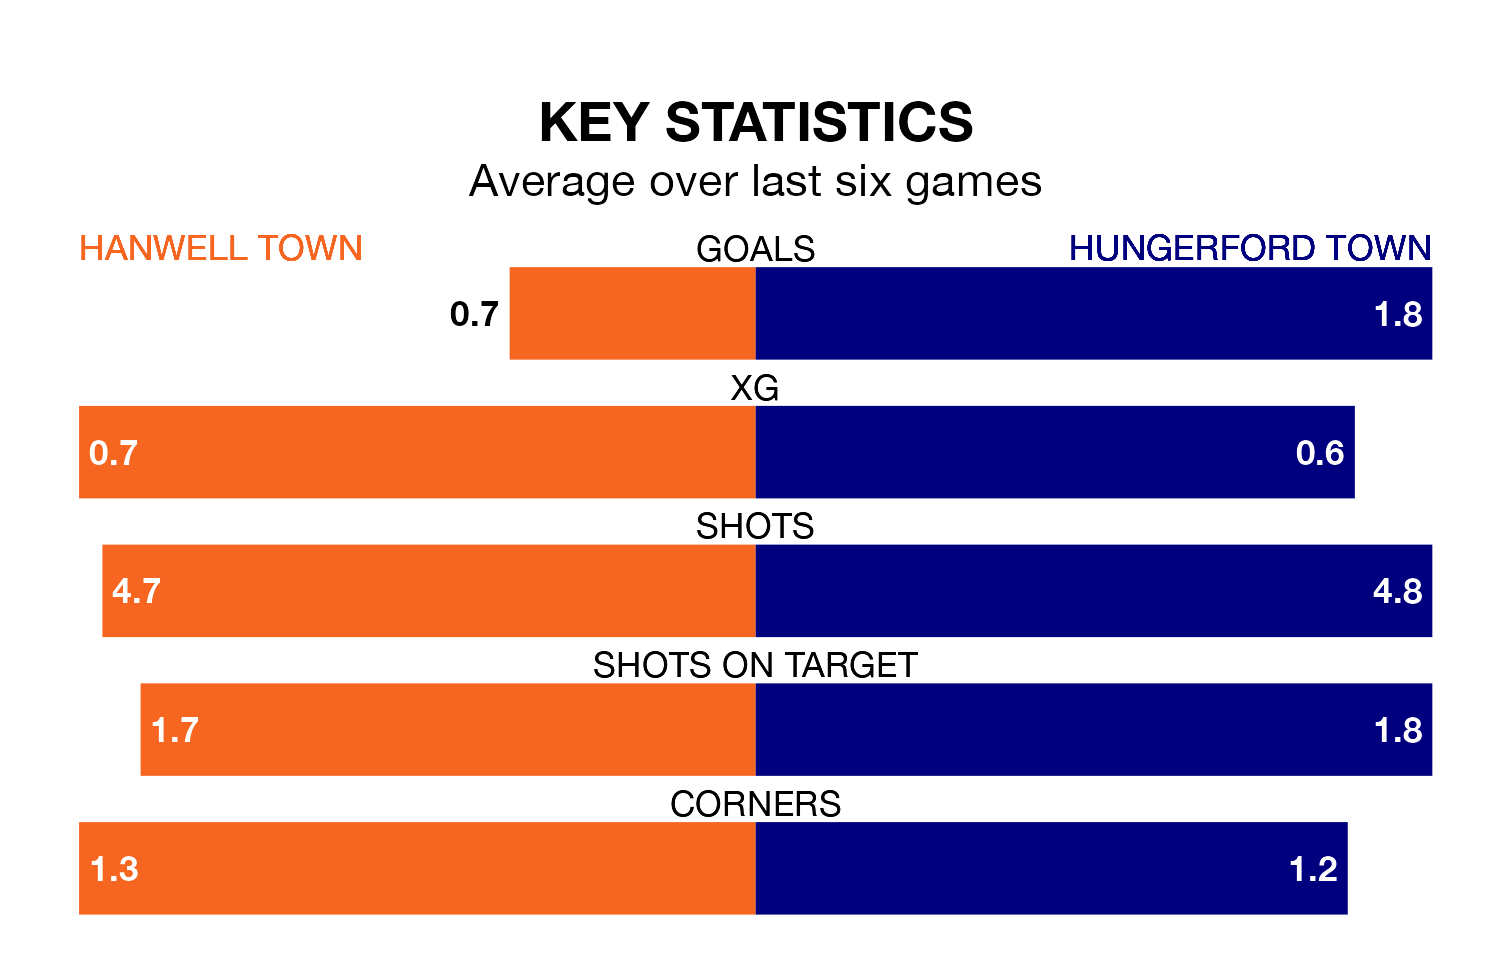 KEY STATISTICS
Average over last six games
HANWELL TOWN GOALS HUNGERFORD TOWN
0.7 1.8
XG
0.7 0.6
SHOTS
4.7 4.8
SHOTS ON TARGET
1.7 1.8
CORNERS
1.3 1.2